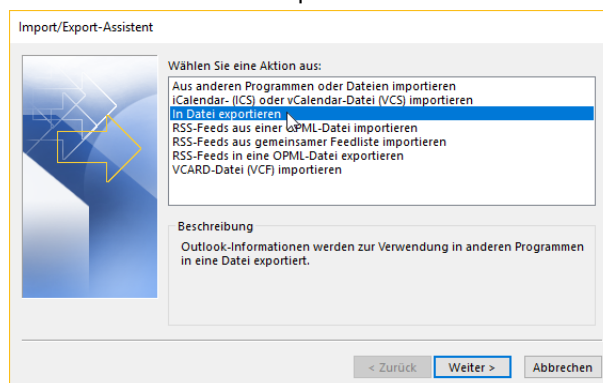 Import/Export-Assistent
Wählen Sie eine Aktion aus:
Aus anderen Programmen oder Dateien importieren
iCalendar- (ICS) oder vCalendar-Datei (VCS) importieren
In Datei exportieren
RSS-Feeds aus einer OPML-Datei importieren
RSS-Feeds aus gemeinsamer Feedliste importieren
RSS-Feeds in eine OPML-Datei exportieren
VCARD-Datei (VCF) importieren
Beschreibung
Outlook-Informationen werden zur Verwendung in anderen Programmen
in eine Datei exportiert.
< Zurück Weiter > Abbrechen